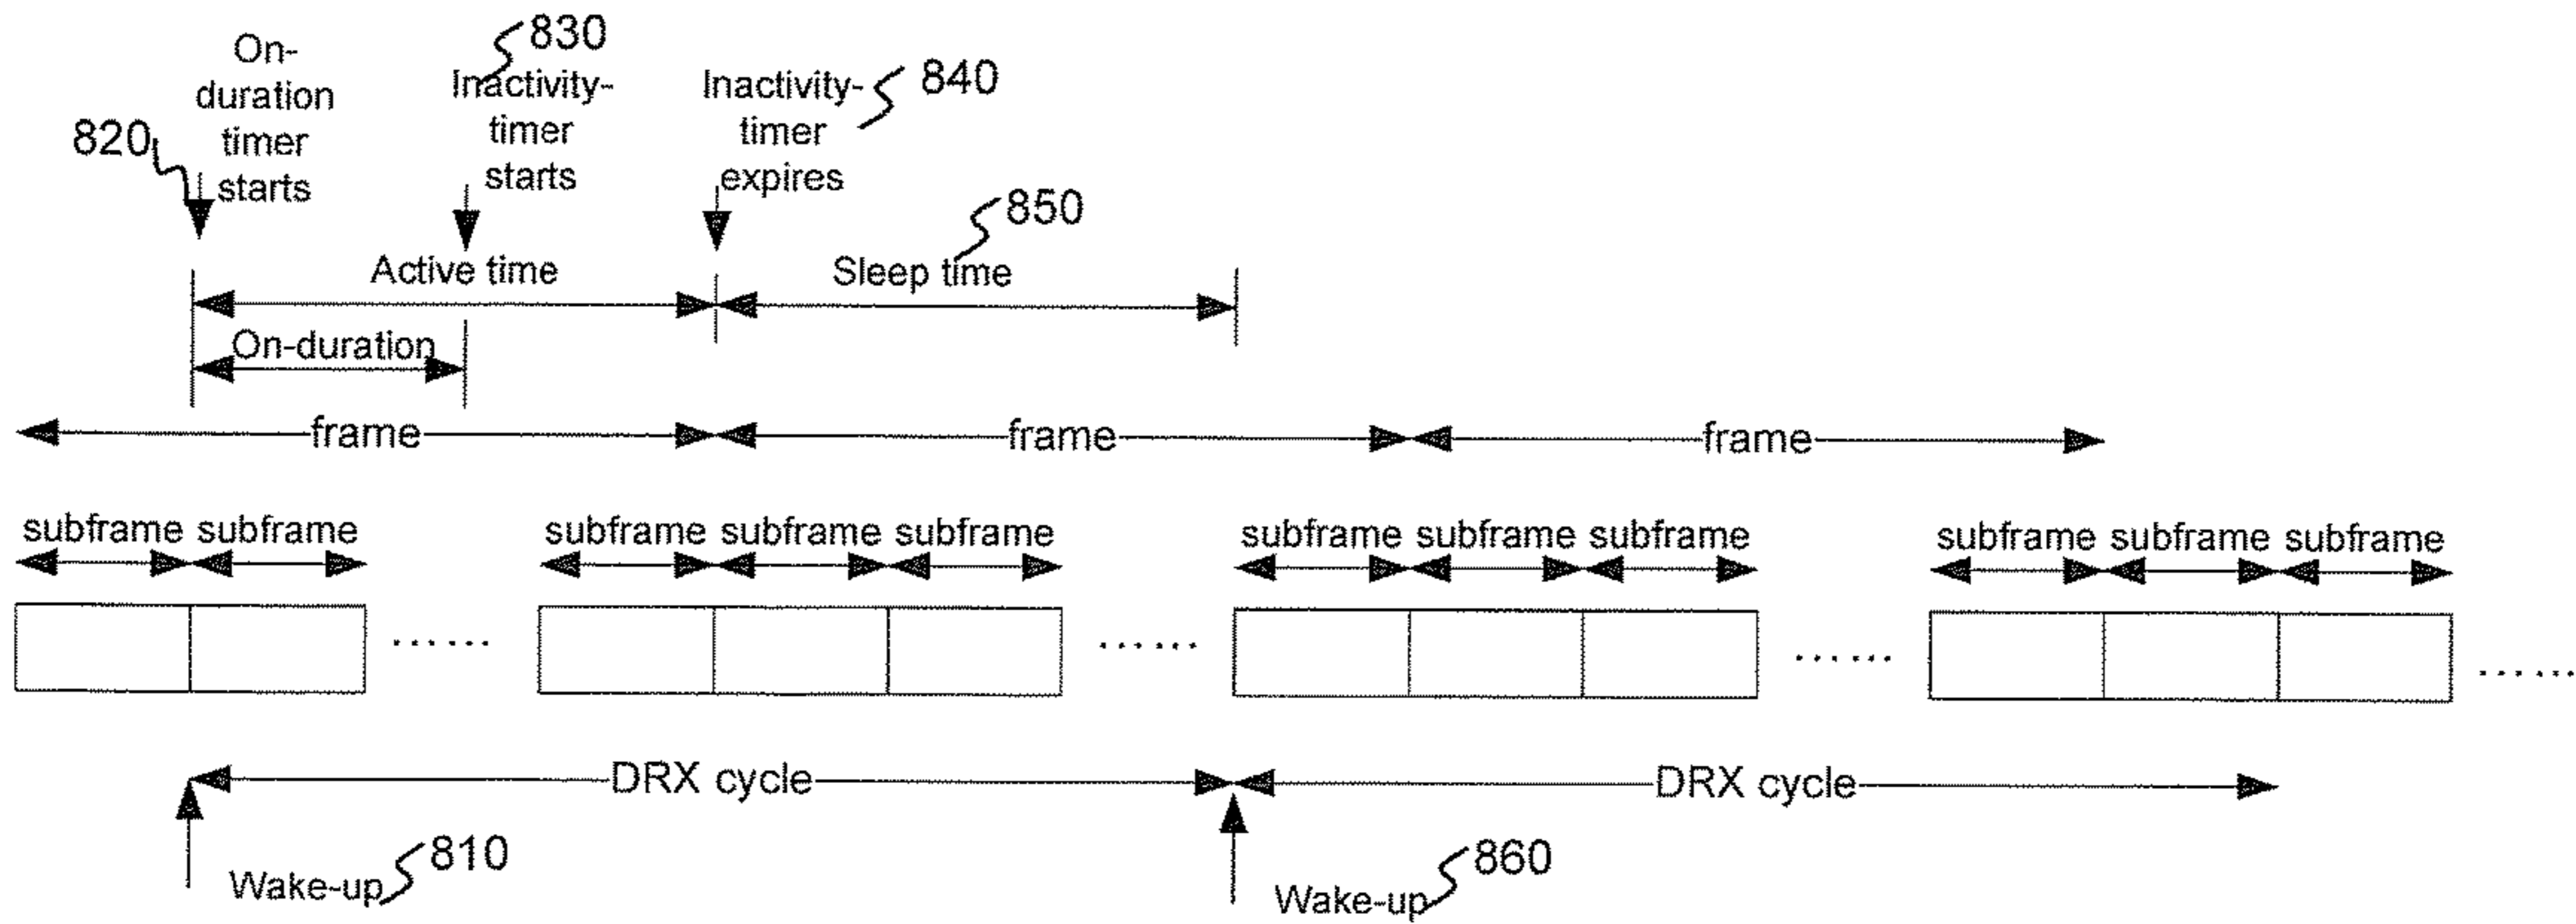 On-
duration
timer
starts
820
830
Inactivity-
timer
starts
Inactivity-
timer
expires
840
850
Active time
Sleep time
On-duration
frame
frame
frame
subframe subframe
subframe subframe subframe
subframe subframe subframe
subframe subframe subframe
......
......
......
......
DRX cycle
DRX cycle
Wake-up
810
Wake-up
860